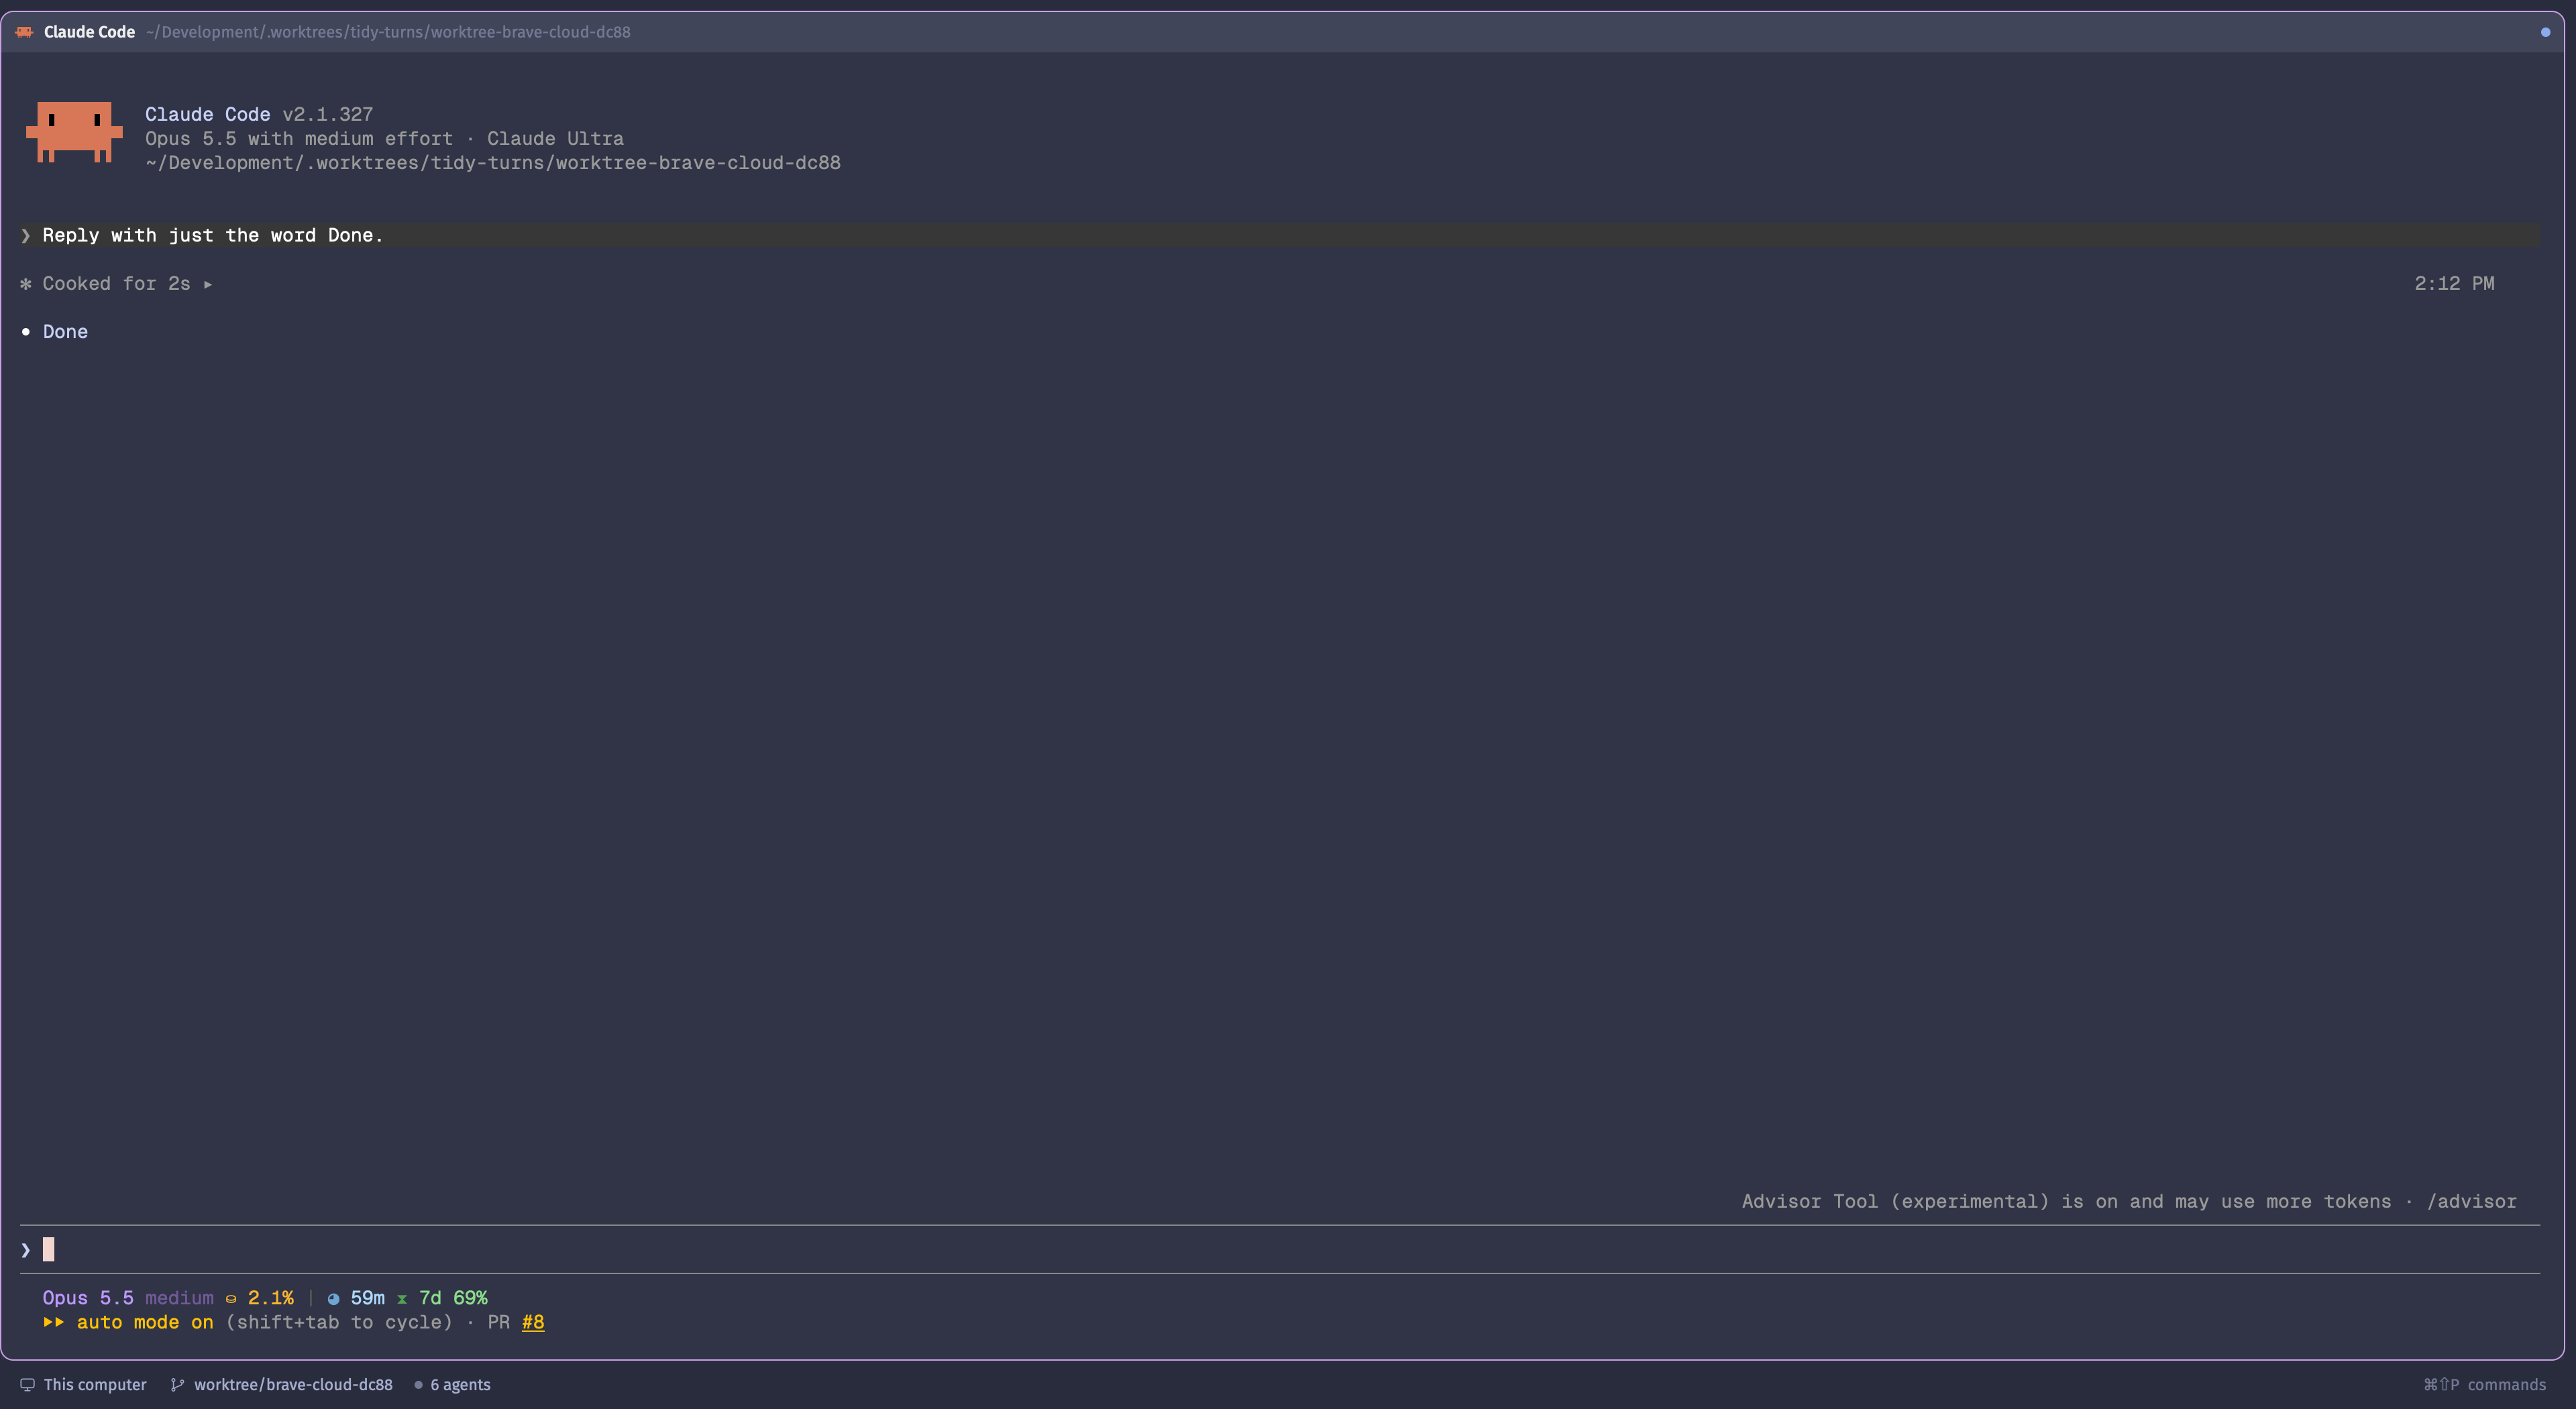 Claude Code ~/Development/.worktrees/tidy-turns/worktree-brave-cloud-dc88
Claude Code v2.1.327
Opus 5.5 with medium effort · Claude Ultra
~/Development/.worktrees/tidy-turns/worktree-brave-cloud-dc88
❯ Reply with just the word Done.
✻ Cooked for 2s ▸ 2:12 PM
● Done
Advisor Tool (experimental) is on and may use more tokens · /advisor
❯
Opus 5.5 medium 2.1% | 59m 7d 69%
⏵⏵ auto mode on (shift+tab to cycle) · PR #8
This computer worktree/brave-cloud-dc88 ● 6 agents ⌘⇧P commands